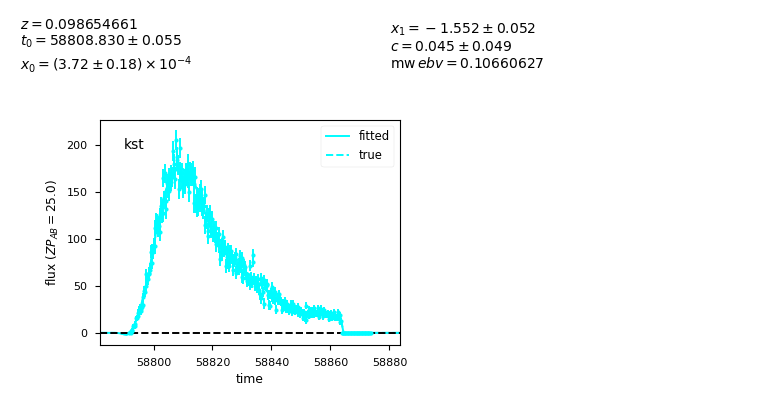 z = 0.098654661
t₀ = 58808.830 ± 0.055
x₀ = (3.72 ± 0.18) × 10⁻⁴
x₁ = −1.552 ± 0.052
c = 0.045 ± 0.049
mw ebv = 0.10660627
kst
fitted
true
200
150
100
50
0
flux (ZP_AB = 25.0)
58800 58820 58840 58860 58880
time